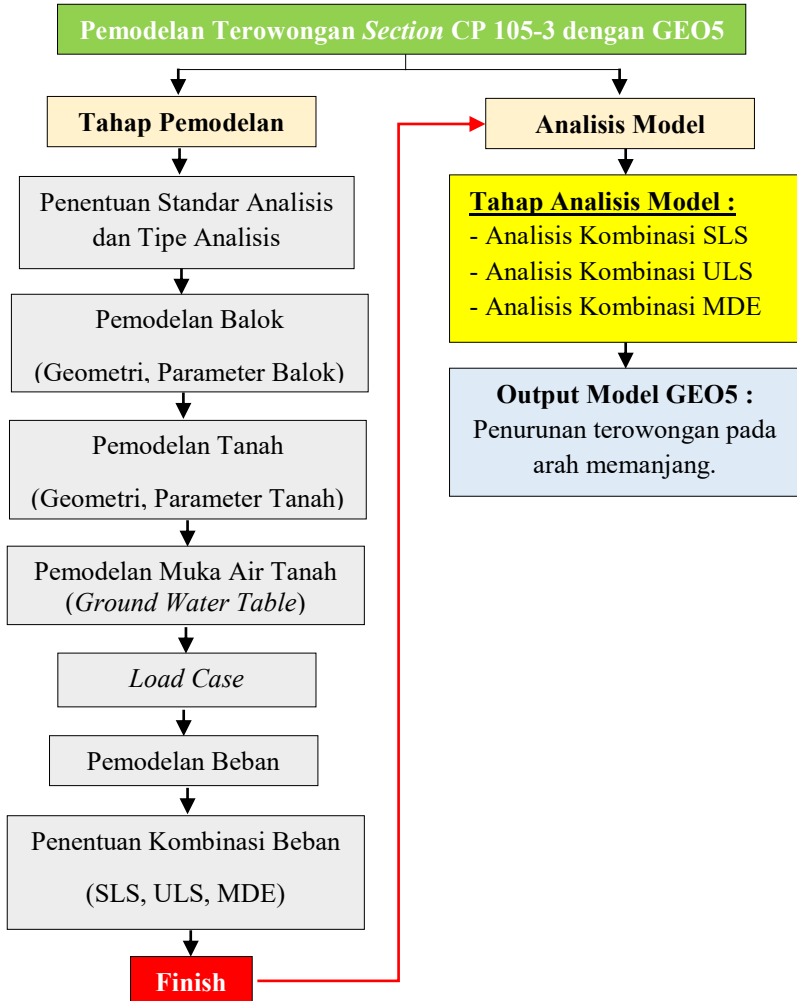 Pemodelan Terowongan Section CP 105-3 dengan GEO5
Tahap Pemodelan
Penentuan Standar Analisis
dan Tipe Analisis
Pemodelan Balok
(Geometri, Parameter Balok)
Pemodelan Tanah
(Geometri, Parameter Tanah)
Pemodelan Muka Air Tanah
(Ground Water Table)
Load Case
Pemodelan Beban
Penentuan Kombinasi Beban
(SLS, ULS, MDE)
Finish
Analisis Model
Tahap Analisis Model :
- Analisis Kombinasi SLS
- Analisis Kombinasi ULS
- Analisis Kombinasi MDE
Output Model GEO5 :
Penurunan terowongan pada
arah memanjang.